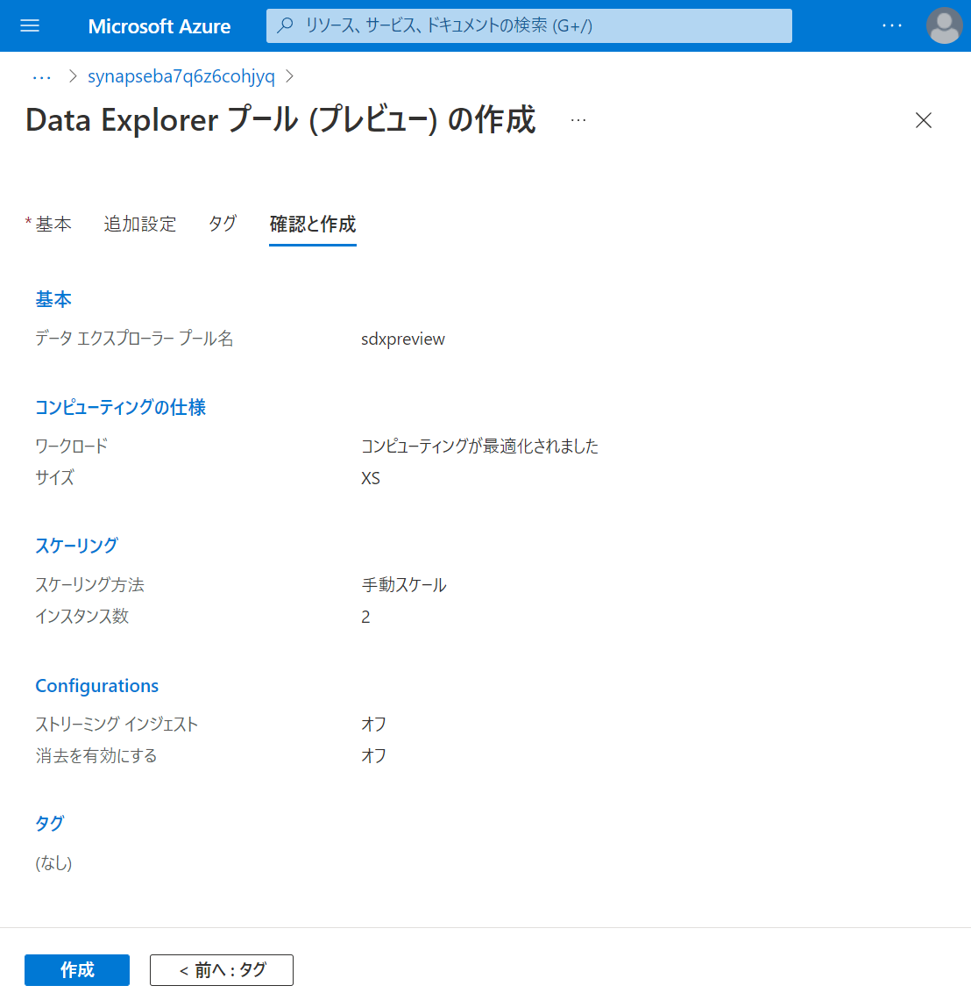 Microsoft Azure
リソース、サービス、ドキュメントの検索 (G+/)
...
... > synapseba7q6z6cohjyq >
Data Explorer プール (プレビュー) の作成 ...
* 基本 追加設定 タグ 確認と作成
基本
データ エクスプローラー プール名 sdxpreview
コンピューティングの仕様
ワークロード コンピューティングが最適化されました
サイズ XS
スケーリング
スケーリング方法 手動スケール
インスタンス数 2
Configurations
ストリーミング インジェスト オフ
消去を有効にする オフ
タグ
(なし)
作成 < 前へ : タグ